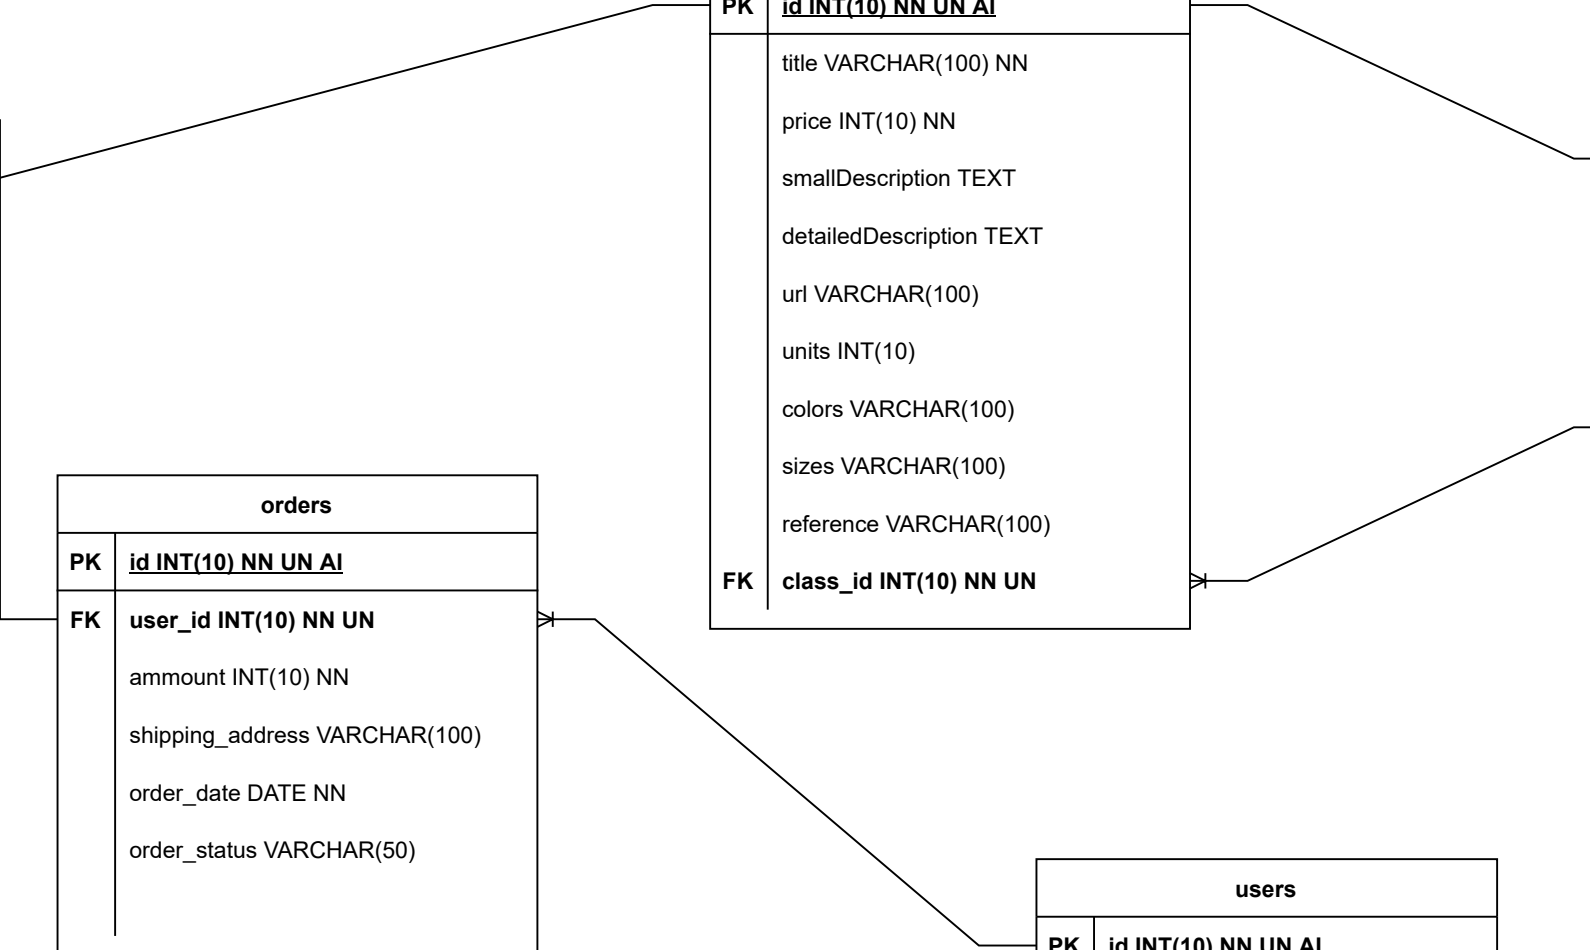 PK id INT(10) NN UN AI
title VARCHAR(100) NN
price INT(10) NN
smallDescription TEXT
detailedDescription TEXT
url VARCHAR(100)
units INT(10)
colors VARCHAR(100)
sizes VARCHAR(100)
reference VARCHAR(100)
FK class_id INT(10) NN UN
orders
PK id INT(10) NN UN AI
FK user_id INT(10) NN UN
ammount INT(10) NN
shipping_address VARCHAR(100)
order_date DATE NN
order_status VARCHAR(50)
users
PK id INT(10) NN UN AI